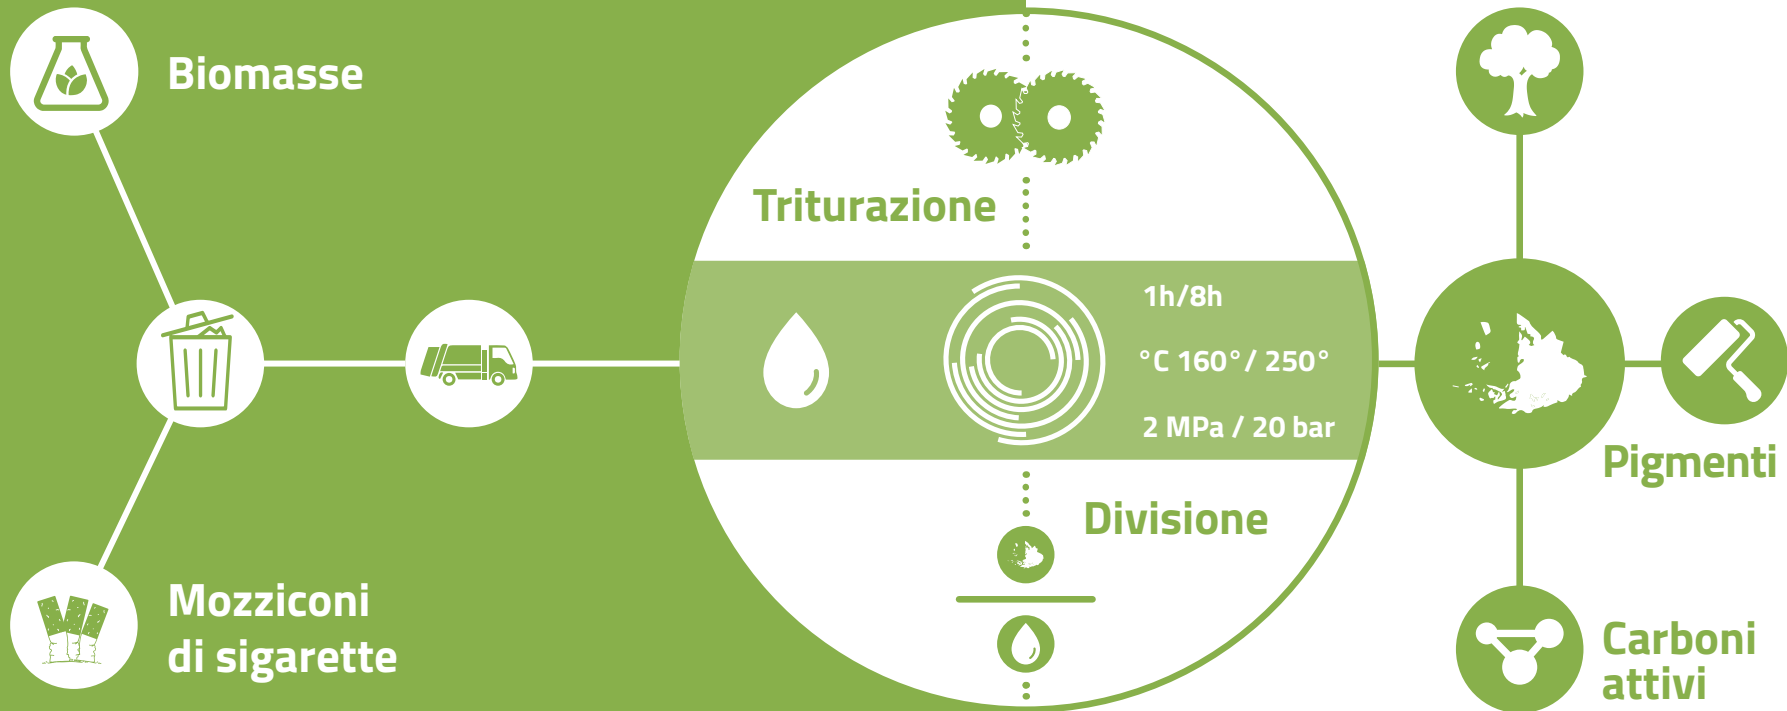 Biomasse
Triturazione
1h/8h
°C 160°/ 250°
2 MPa / 20 bar
Pigmenti
Divisione
Mozziconi
di sigarette
Carboni
attivi